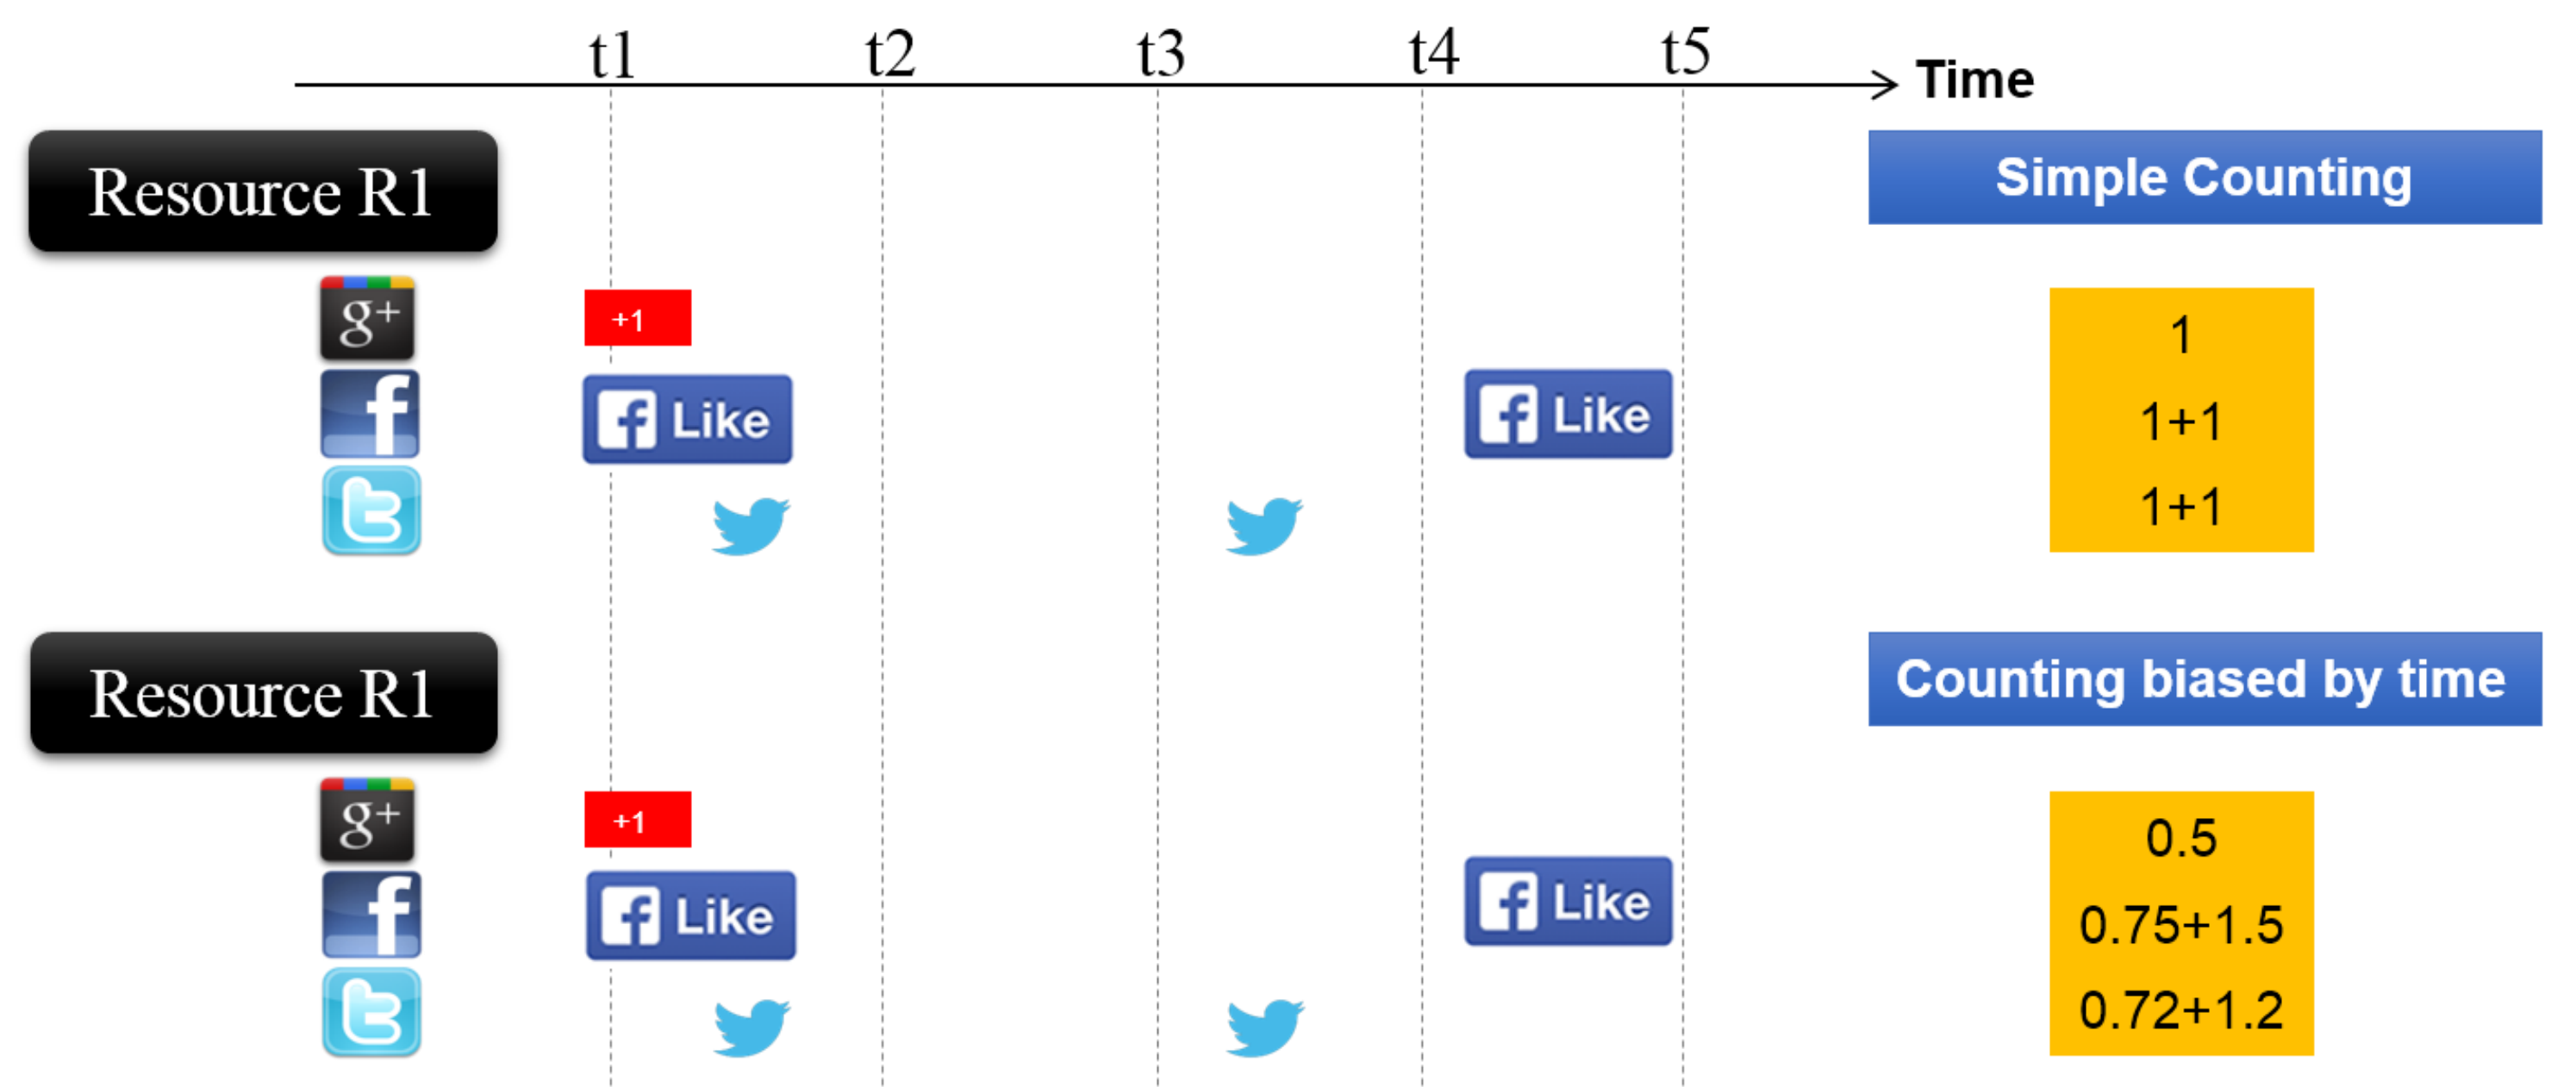 t1 t2 t3 t4 t5
Time
Resource R1
Simple Counting
g+
+1
1
f
f Like
f Like
1+1
t
1+1
Resource R1
Counting biased by time
g+
+1
0.5
f
f Like
f Like
0.75+1.5
t
0.72+1.2